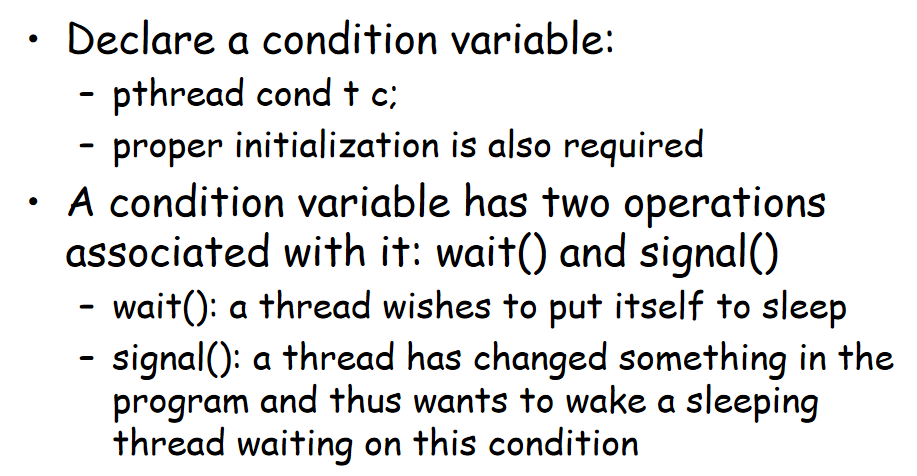 • Declare a condition variable:
– pthread cond t c;
– proper initialization is also required
• A condition variable has two operations
associated with it: wait() and signal()
– wait(): a thread wishes to put itself to sleep
– signal(): a thread has changed something in the
program and thus wants to wake a sleeping
thread waiting on this condition